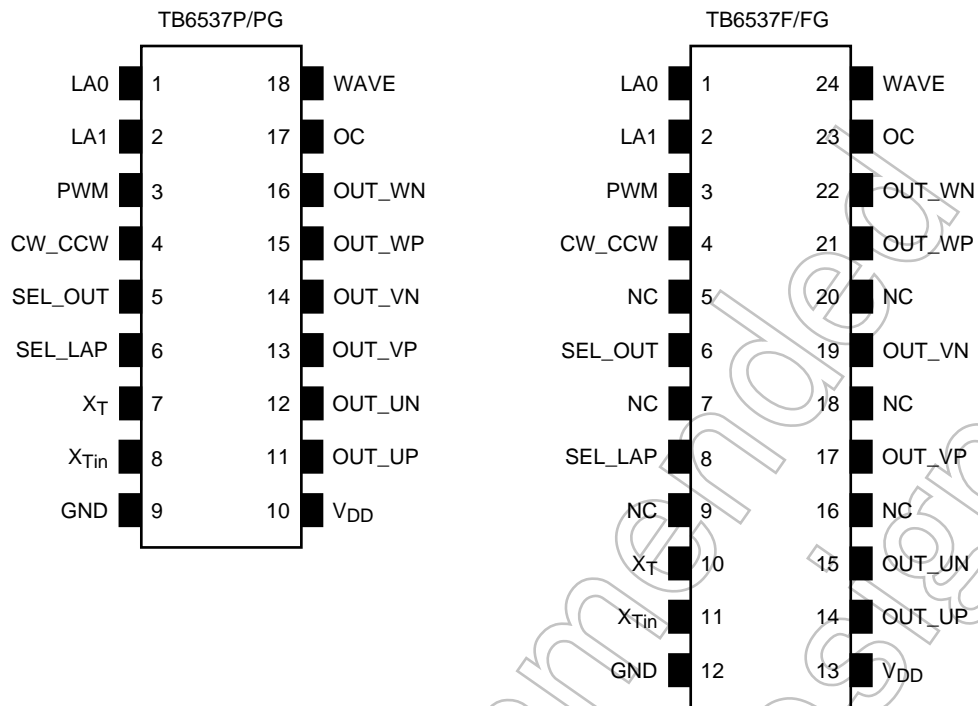 TB6537P/PG
LA0 1 18 WAVE
LA1 2 17 OC
PWM 3 16 OUT_WN
CW_CCW 4 15 OUT_WP
SEL_OUT 5 14 OUT_VN
SEL_LAP 6 13 OUT_VP
XT 7 12 OUT_UN
XTin 8 11 OUT_UP
GND 9 10 VDD
TB6537F/FG
LA0 1 24 WAVE
LA1 2 23 OC
PWM 3 22 OUT_WN
CW_CCW 4 21 OUT_WP
NC 5 20 NC
SEL_OUT 6 19 OUT_VN
NC 7 18 NC
SEL_LAP 8 17 OUT_VP
NC 9 16 NC
XT 10 15 OUT_UN
XTin 11 14 OUT_UP
GND 12 13 VDD